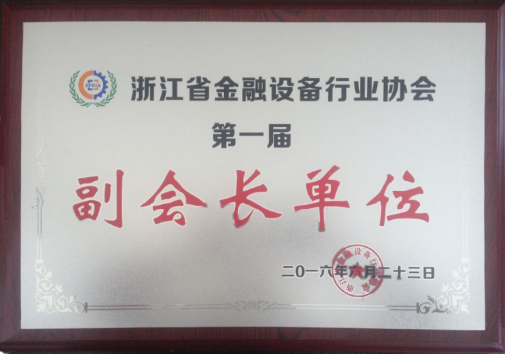 浙江省金融设备行业协会
第一届
副会长单位
二〇一六年六月二十三日